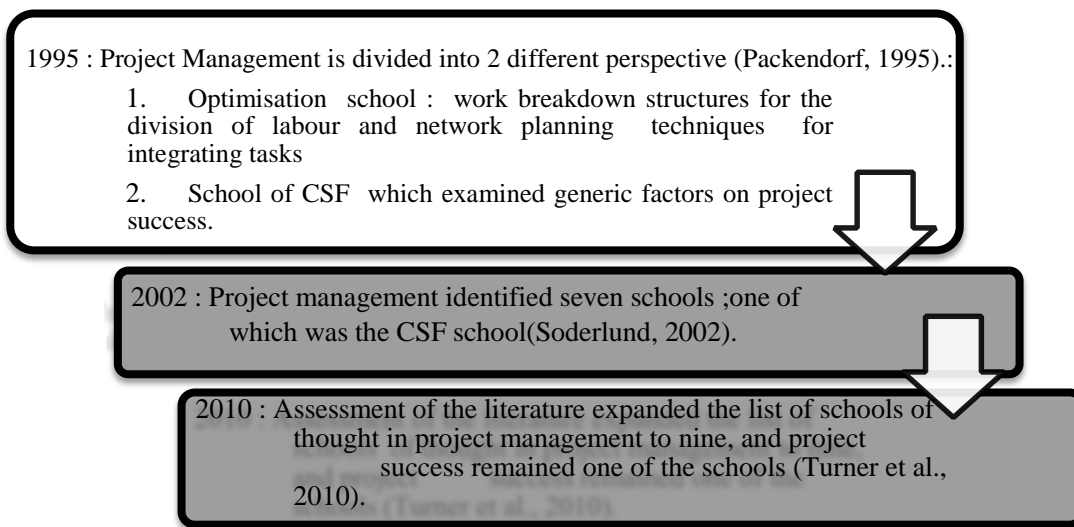 1995 : Project Management is divided into 2 different perspective (Packendorf, 1995).:
1. Optimisation school : work breakdown structures for the
division of labour and network planning techniques for
integrating tasks
2. School of CSF which examined generic factors on project
success.
2002 : Project management identified seven schools ;one of
which was the CSF school(Soderlund, 2002).
2010 : Assessment of the literature expanded the list of schools of
thought in project management to nine, and project
success remained one of the schools (Turner et al.,
2010).